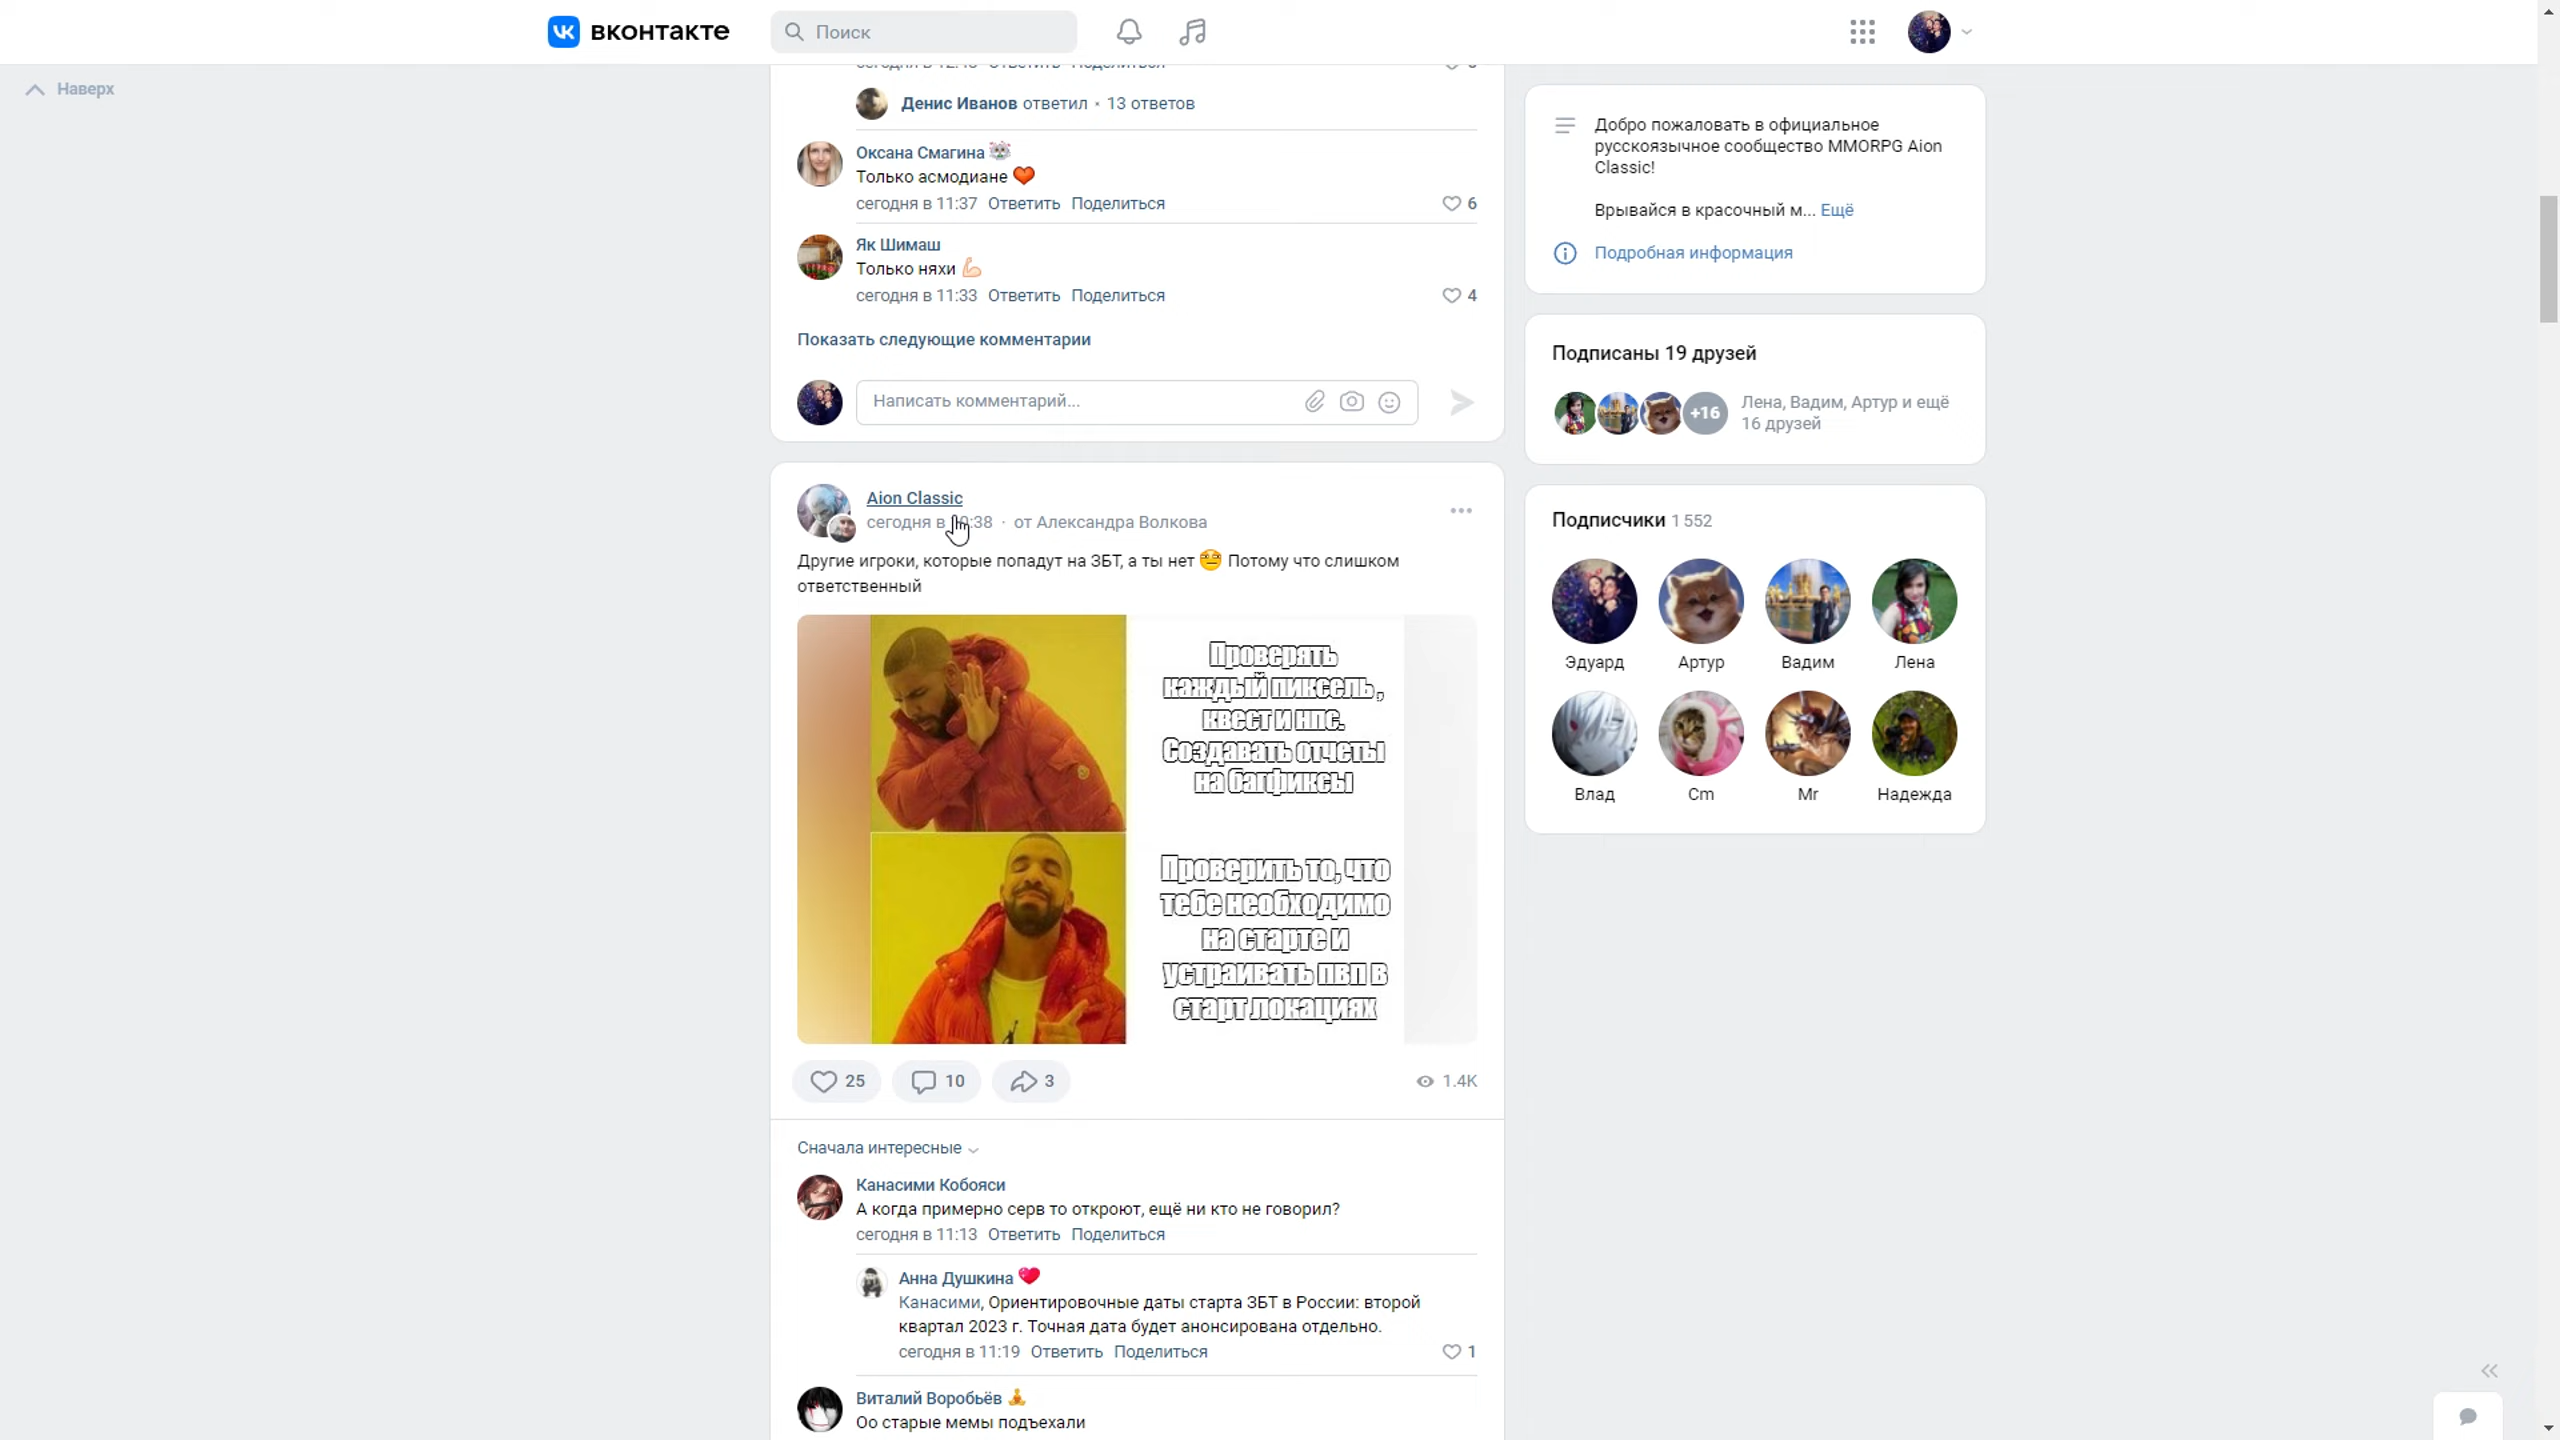 вконтакте
Поиск
Наверх
Денис Иванов ответил · 13 ответов
Оксана Смагина
Только асмодиане
сегодня в 11:37 Ответить Поделиться
6
Як Шимаш
Только няхи
сегодня в 11:33 Ответить Поделиться
4
Показать следующие комментарии
Написать комментарий...
Aion Classic
сегодня в :38 · от Александра Волкова
Другие игроки, которые попадут на ЗБТ, а ты нет Потому что слишком
ответственный
Проверять
каждый пиксель,
квест и нпс.
Создавать отчеты
на багфиксы
Проверить то, что
тебе необходимо
на старте и
устраивать пвп в
старт локациях
25
10
3
1.4K
Сначала интересные
Канасими Кобояси
А когда примерно серв то откроют, ещё ни кто не говорил?
сегодня в 11:13 Ответить Поделиться
Анна Душкина
Канасими, Ориентировочные даты старта ЗБТ в России: второй
квартал 2023 г. Точная дата будет анонсирована отдельно.
сегодня в 11:19 Ответить Поделиться
1
Виталий Воробьёв
Оо старые мемы подъехали
Добро пожаловать в официальное
русскоязычное сообщество MMORPG Aion
Classic!
Врывайся в красочный м... Ещё
Подробная информация
Подписаны 19 друзей
+16
Лена, Вадим, Артур и ещё
16 друзей
Подписчики 1 552
Эдуард
Артур
Вадим
Лена
Влад
Cm
Mr
Надежда